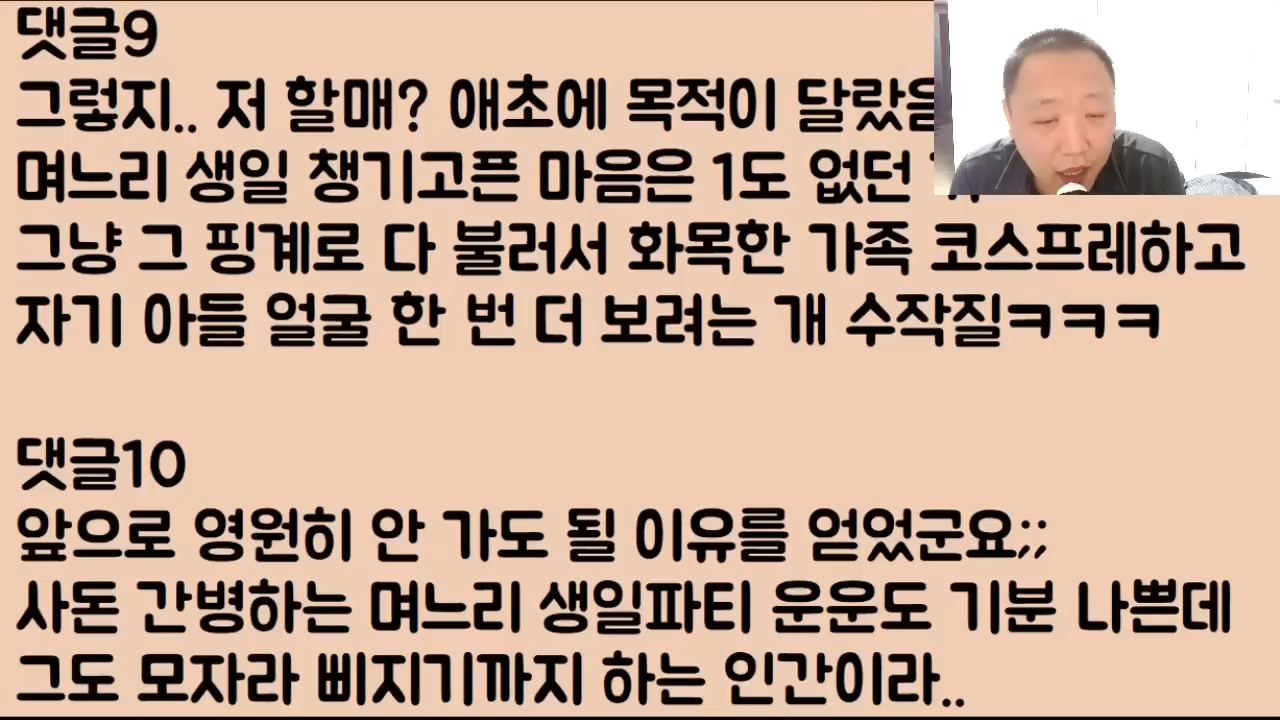 댓글9
그렇지.. 저 할매? 애초에 목적이 달랐음
며느리 생일 챙기고픈 마음은 1도 없던
그냥 그 핑계로 다 불러서 화목한 가족 코스프레하고
자기 아들 얼굴 한 번 더 보려는 개 수작질ㅋㅋㅋ
댓글10
앞으로 영원히 안 가도 될 이유를 얻었군요;;
사돈 간병하는 며느리 생일파티 운운도 기분 나쁜데
그도 모자라 삐지기까지 하는 인간이라..